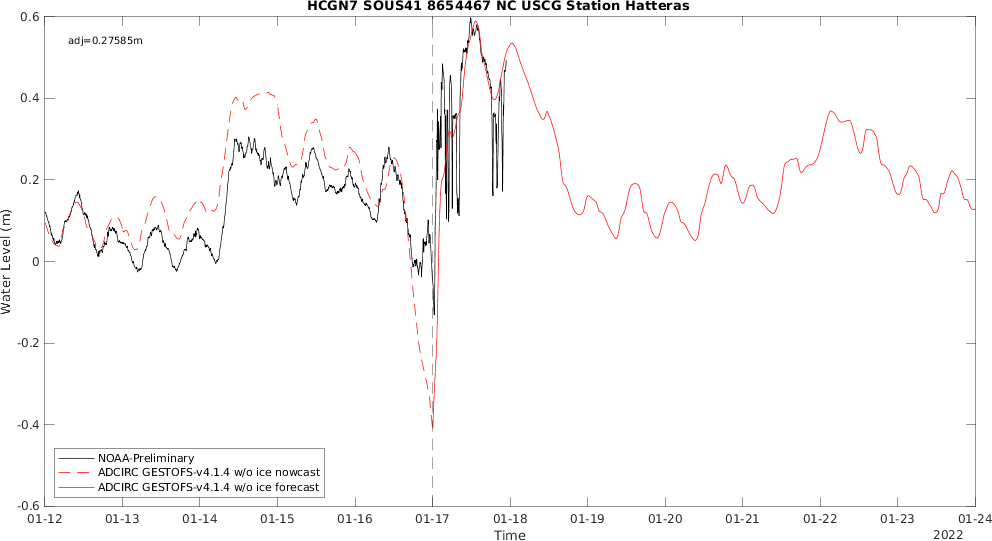 HCGN7 SOUS41 8654467 NC USCG Station Hatteras
adj=0.27585m
0.6
0.4
0.2
0
-0.2
-0.4
-0.6
Water Level (m)
NOAA-Preliminary
ADCIRC GESTOFS-v4.1.4 w/o ice nowcast
ADCIRC GESTOFS-v4.1.4 w/o ice forecast
01-12 01-13 01-14 01-15 01-16 01-17 01-18 01-19 01-20 01-21 01-22 01-23 01-24
Time
2022